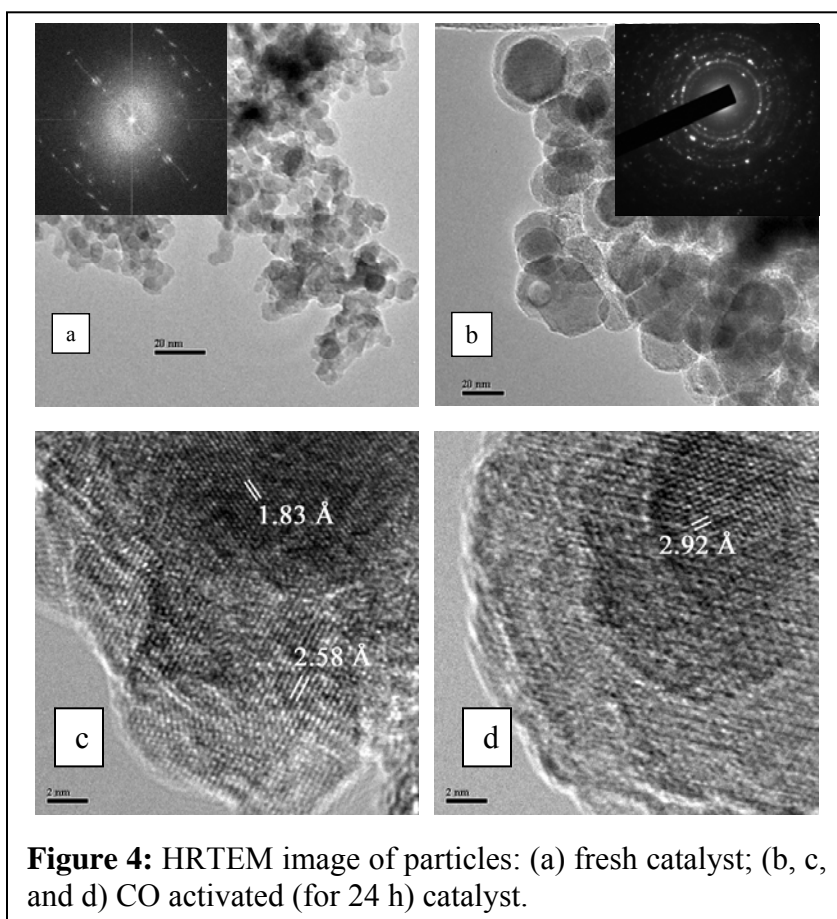 a
20 nm
b
20 nm
1.83 Å
2.58 Å
c
2 nm
2.92 Å
d
2 nm
Figure 4: HRTEM image of particles: (a) fresh catalyst; (b, c,
and d) CO activated (for 24 h) catalyst.